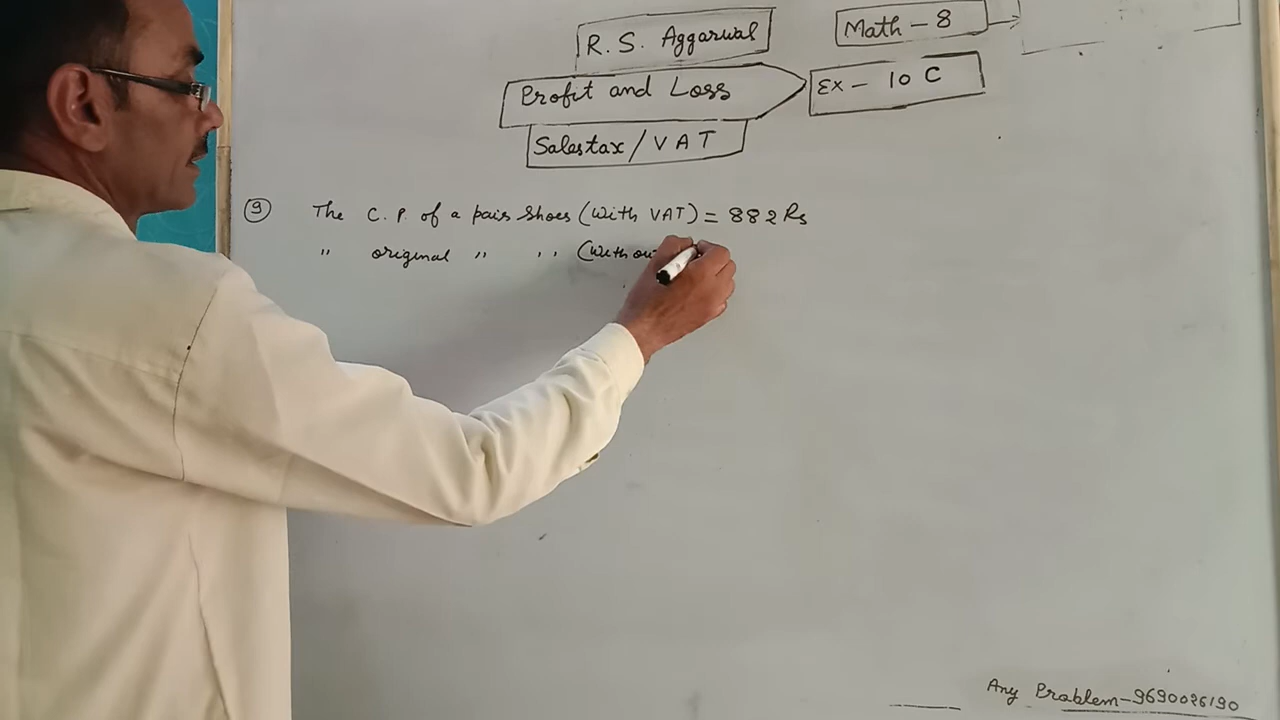 R. S. Aggarwal
Math - 8
Profit and Loss
Ex - 10 C
Salestax / VAT
9 The C. P. of a pair Shoes (With VAT) = 882 Rs
" original " " (Without
Any Problem-9690026190